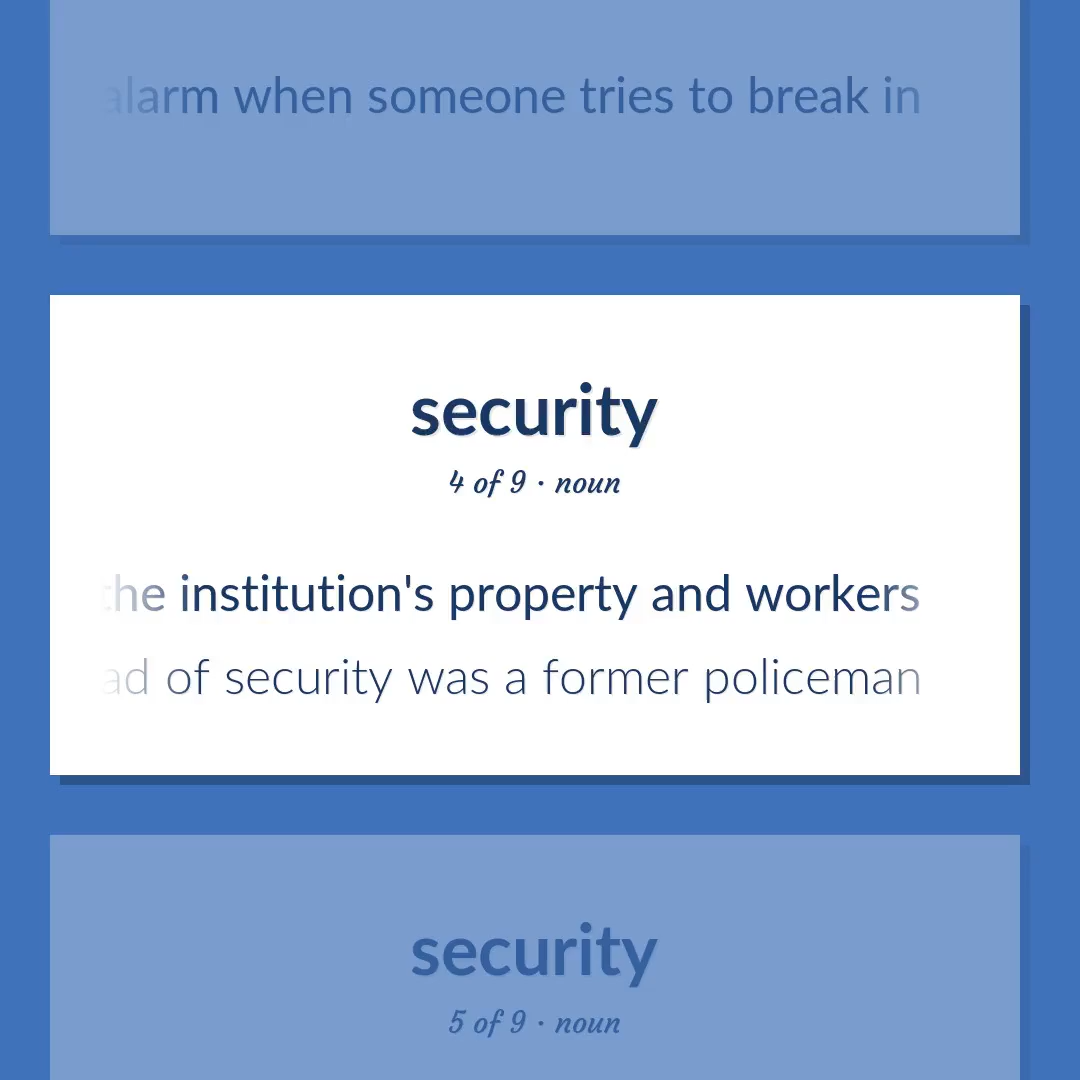 alarm when someone tries to break in
security
4 of 9 · noun
the institution's property and workers
ad of security was a former policeman
security
5 of 9 · noun